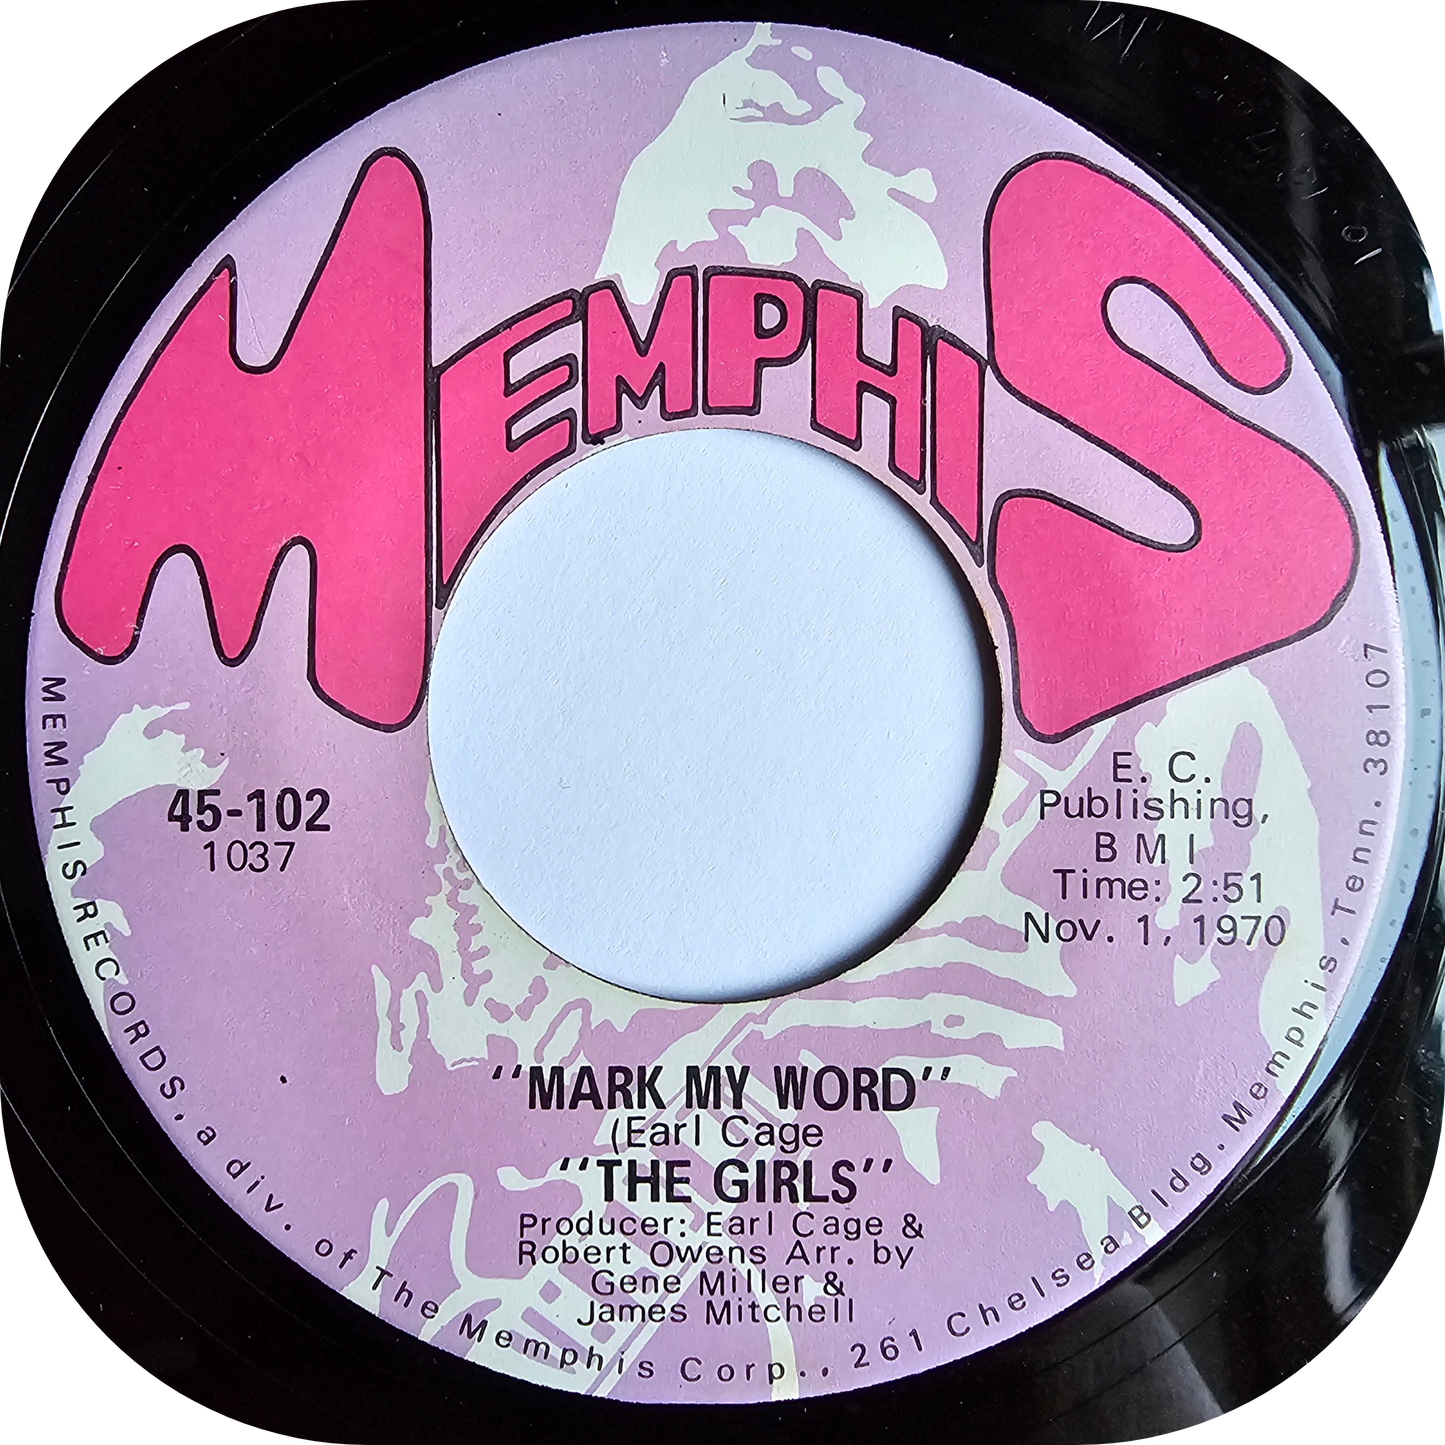 MEMPHIS
45-102
1037
E. C.
Publishing,
B M I
Time: 2:51
Nov. 1, 1970
"MARK MY WORD"
(Earl Cage
"THE GIRLS"
Producer: Earl Cage &
Robert Owens Arr. by
Gene Miller &
James Mitchell
MEMPHIS RECORDS, a div. of The Memphis Corp., 261 Chelsea Bldg. Memphis, Tenn. 38107